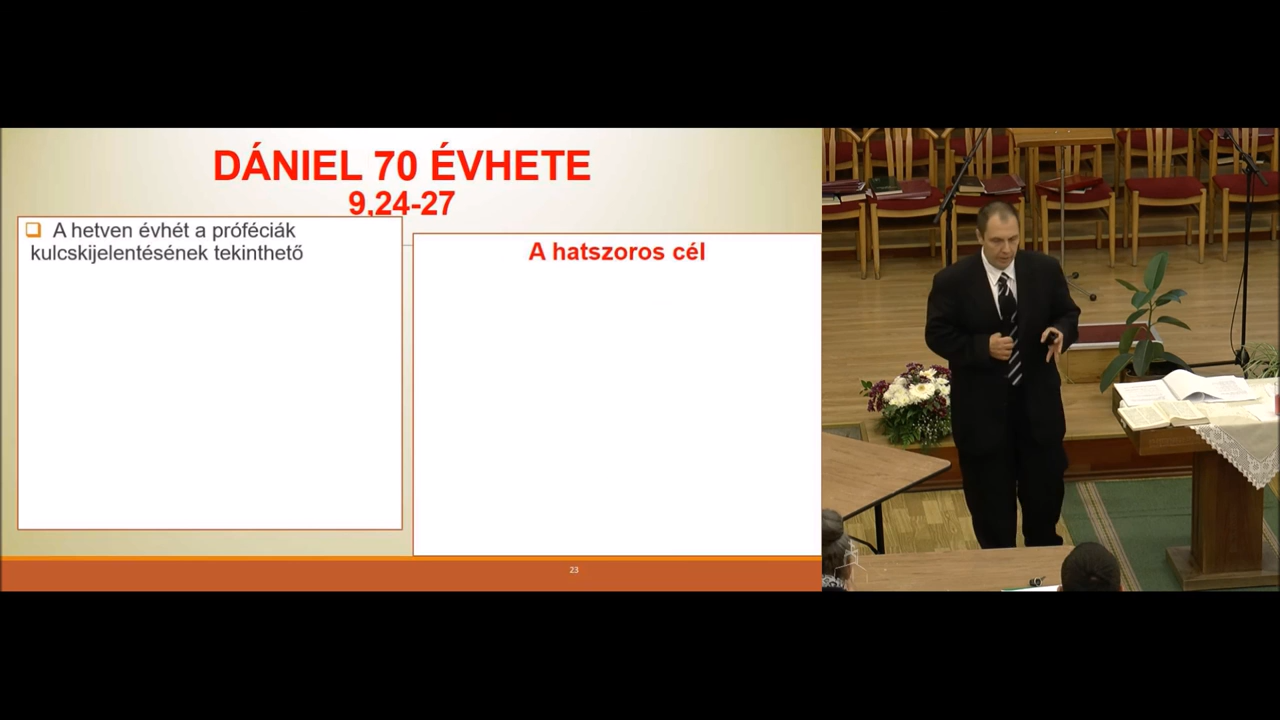 DÁNIEL 70 ÉVHETE
9,24-27
A hetven évhét a próféciák
kulcskijelentésének tekinthető
A hatszoros cél
23